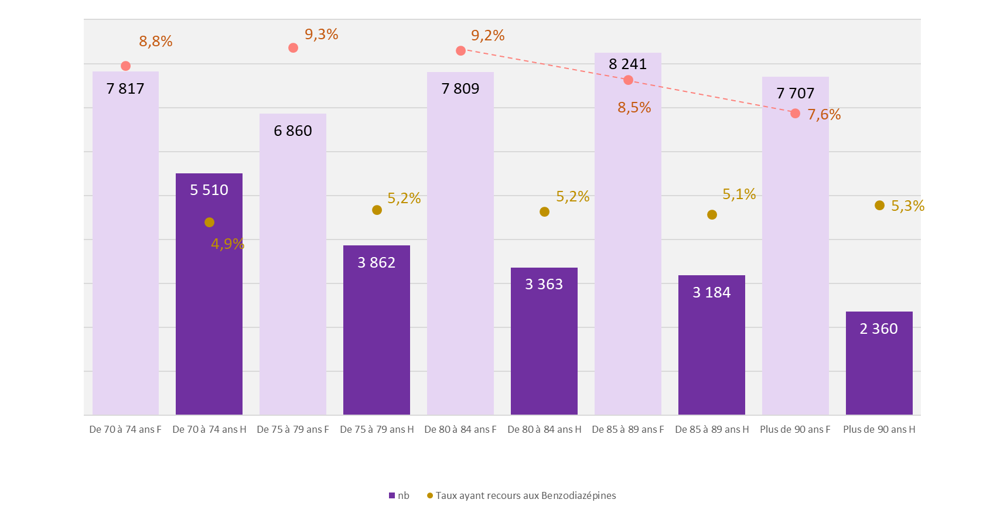 8,8%
9,3%
9,2%
7 817
6 860
7 809
8 241
8,5%
7 707
7,6%
5 510
4,9%
5,2%
3 862
5,2%
3 363
5,1%
3 184
5,3%
2 360
De 70 à 74 ans F
De 70 à 74 ans H
De 75 à 79 ans F
De 75 à 79 ans H
De 80 à 84 ans F
De 80 à 84 ans H
De 85 à 89 ans F
De 85 à 89 ans H
Plus de 90 ans F
Plus de 90 ans H
nb
Taux ayant recours aux Benzodiazépines